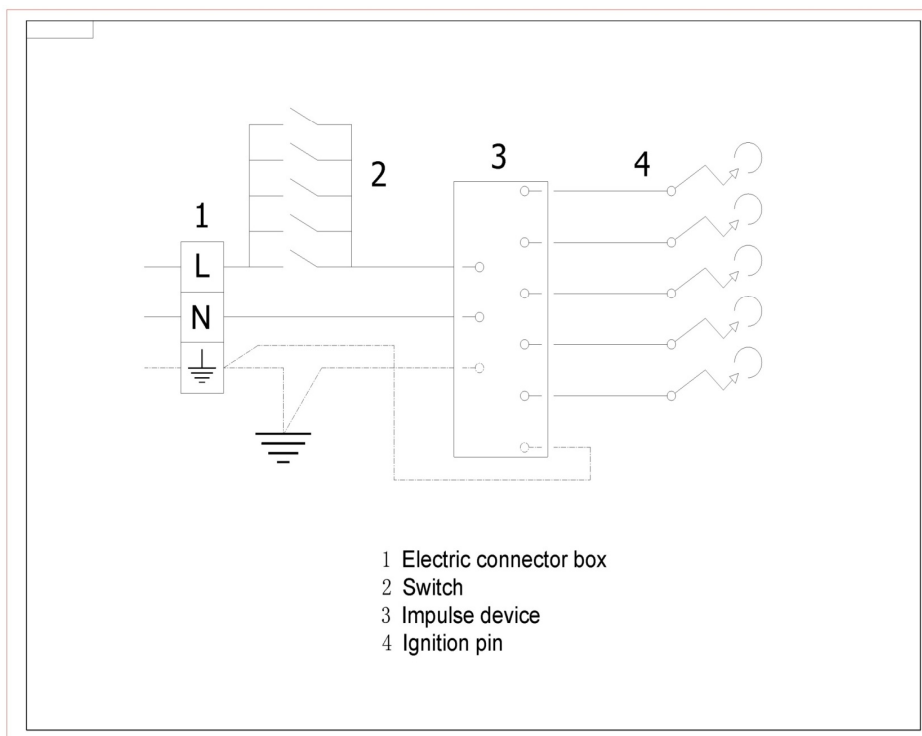 1
2
3
4
L
N
1 Electric connector box
2 Switch
3 Impulse device
4 Ignition pin